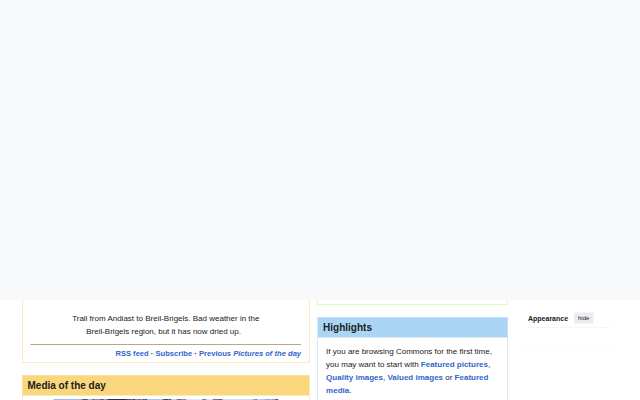 Trail from Andiast to Breil-Brigels. Bad weather in the
Breil-Brigels region, but it has now dried up.
RSS feed - Subscribe - Previous Pictures of the day
Media of the day
Highlights
If you are browsing Commons for the first time,
you may want to start with Featured pictures,
Quality images, Valued images or Featured
media.
Appearance hide